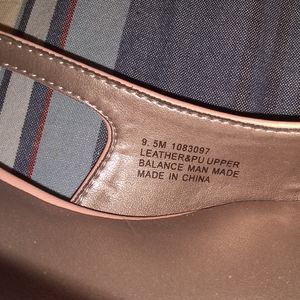 9.5M 1083097
LEATHER&PU UPPER
BALANCE MAN MADE
MADE IN CHINA